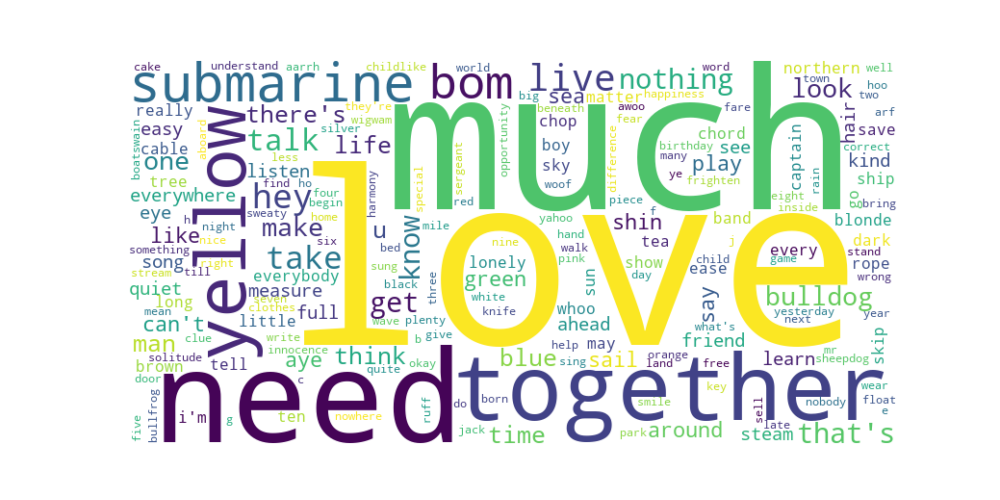 cake understand aarrh childlike world
submarine bom live nothing northern well
town
big sea matter happiness word look hoo two
really there's they're wigwam beneath awoo fear fare arf
yellow much
easy talk silver chop chord hair save
cable life boy birthday see correct
boatswain aboard one less opportunity difference many captain kind
tree listen sergeant sky ye play rain ship
everywhere find ho four harmony special woof frighten go
eye hey begin red piece eight inside bring
h sweaty home love yahoo f band blonde
like night make u know mile shin j
something nice six bed nine hand tea every dark stand
song right take sung walk show child game rope
stream till everybody black lonely pink day ease wrong
quiet seven measure three green sun say bulldog
long clothes full get white
mean can't little wave plenty knife whoo what's yesterday year
clue write b give ahead friend next skip
man innocence help may mr
solitude aye think okay blue orange learn sheepdog
brown tell quite sing sail land free
door c need ruff do born together key wear
bullfrog smile nobody float
i'm g ten nowhere sell e
five jack time park around late steam that's